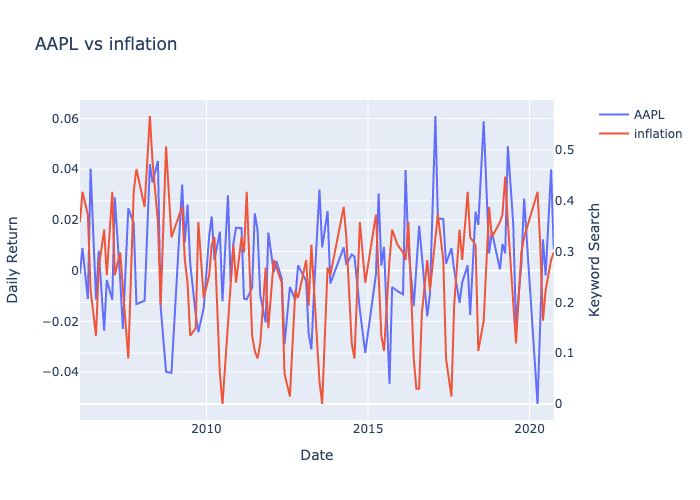 AAPL vs inflation
AAPL
inflation
0.06
0.04
0.02
0
−0.02
−0.04
0.5
0.4
0.3
0.2
0.1
0
2010
2015
2020
Date
Daily Return
Keyword Search